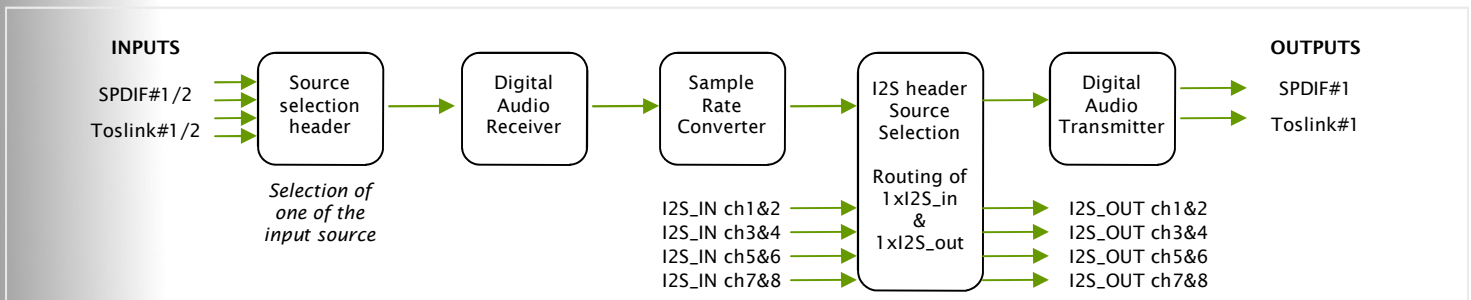 INPUTS
SPDIF#1/2
Toslink#1/2
Source
selection
header
Selection of
one of the
input source
Digital
Audio
Receiver
Sample
Rate
Converter
I2S_IN ch1&2
I2S_IN ch3&4
I2S_IN ch5&6
I2S_IN ch7&8
I2S header
Source
Selection
Routing of
1xI2S_in
&
1xI2S_out
Digital
Audio
Transmitter
I2S_OUT ch1&2
I2S_OUT ch3&4
I2S_OUT ch5&6
I2S_OUT ch7&8
OUTPUTS
SPDIF#1
Toslink#1